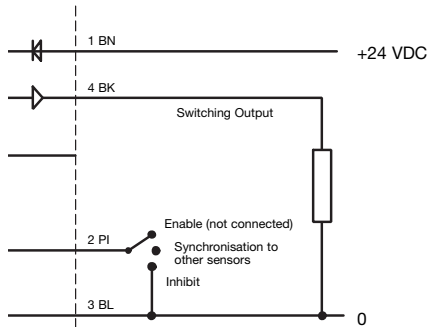 1 BN
+24 VDC
4 BK
Switching Output
Enable (not connected)
2 PI
Synchronisation to
other sensors
Inhibit
3 BL
0